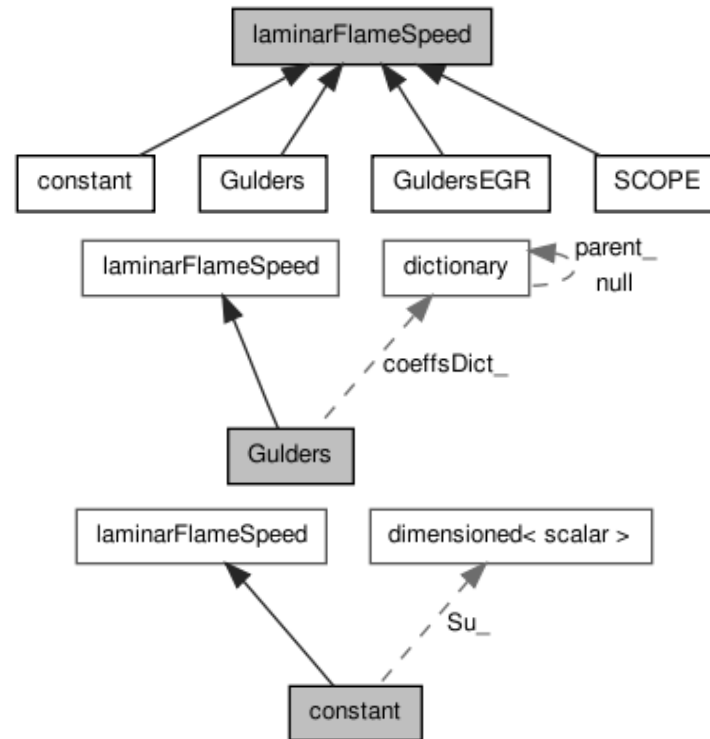 laminarFlameSpeed
constant
Gulders
GuldersEGR
SCOPE
laminarFlameSpeed
dictionary
parent_
null
coeffsDict_
Gulders
laminarFlameSpeed
dimensioned< scalar >
Su_
constant